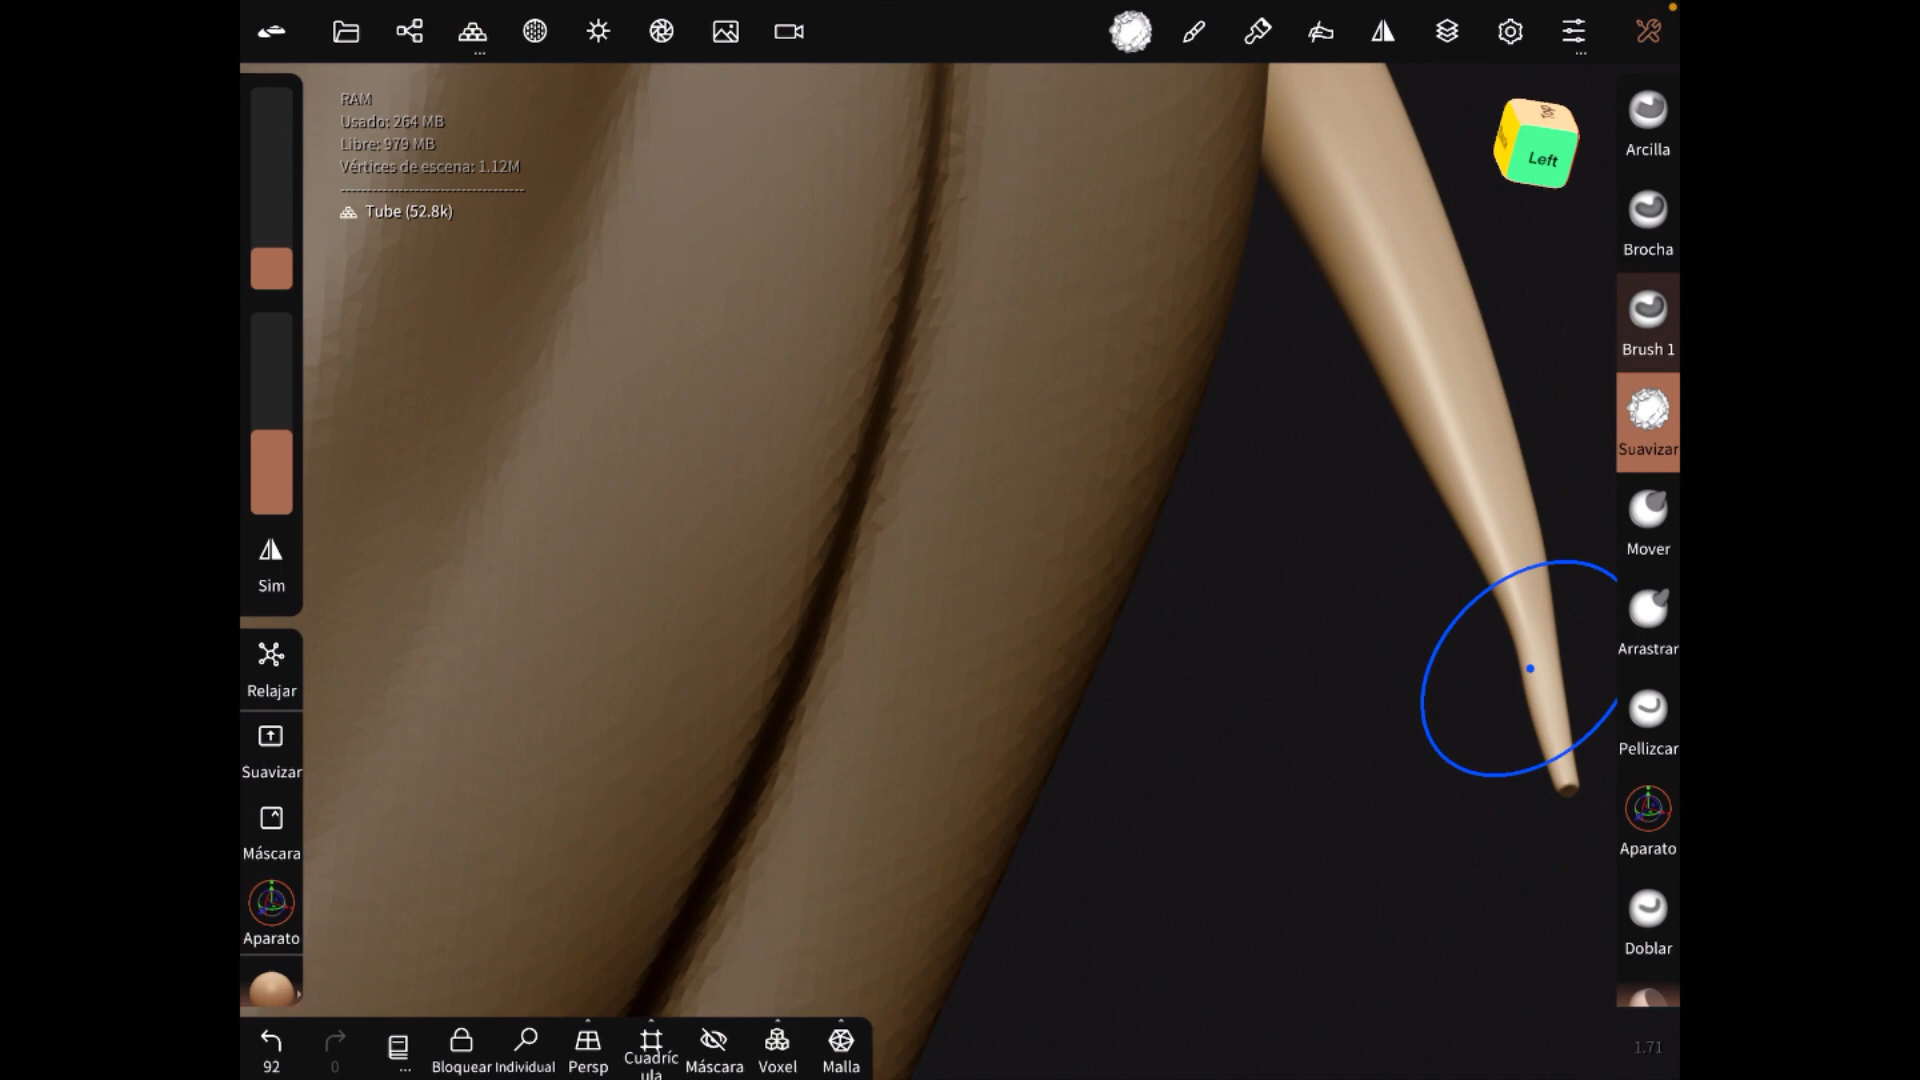 RAM
Usado: 264 MB
Libre: 979 MB
Vértices de escena: 1.12M
------------------------------------
Tube (52.8k)
Left
Sim
Relajar
Suavizar
Máscara
Aparato
Arcilla
Brocha
Brush 1
Suavizar
Mover
Arrastrar
Pellizcar
Aparato
Doblar
1.71
92
0
...
Bloquear
Individual
Persp
Cuadríc
ula
Máscara
Voxel
Malla